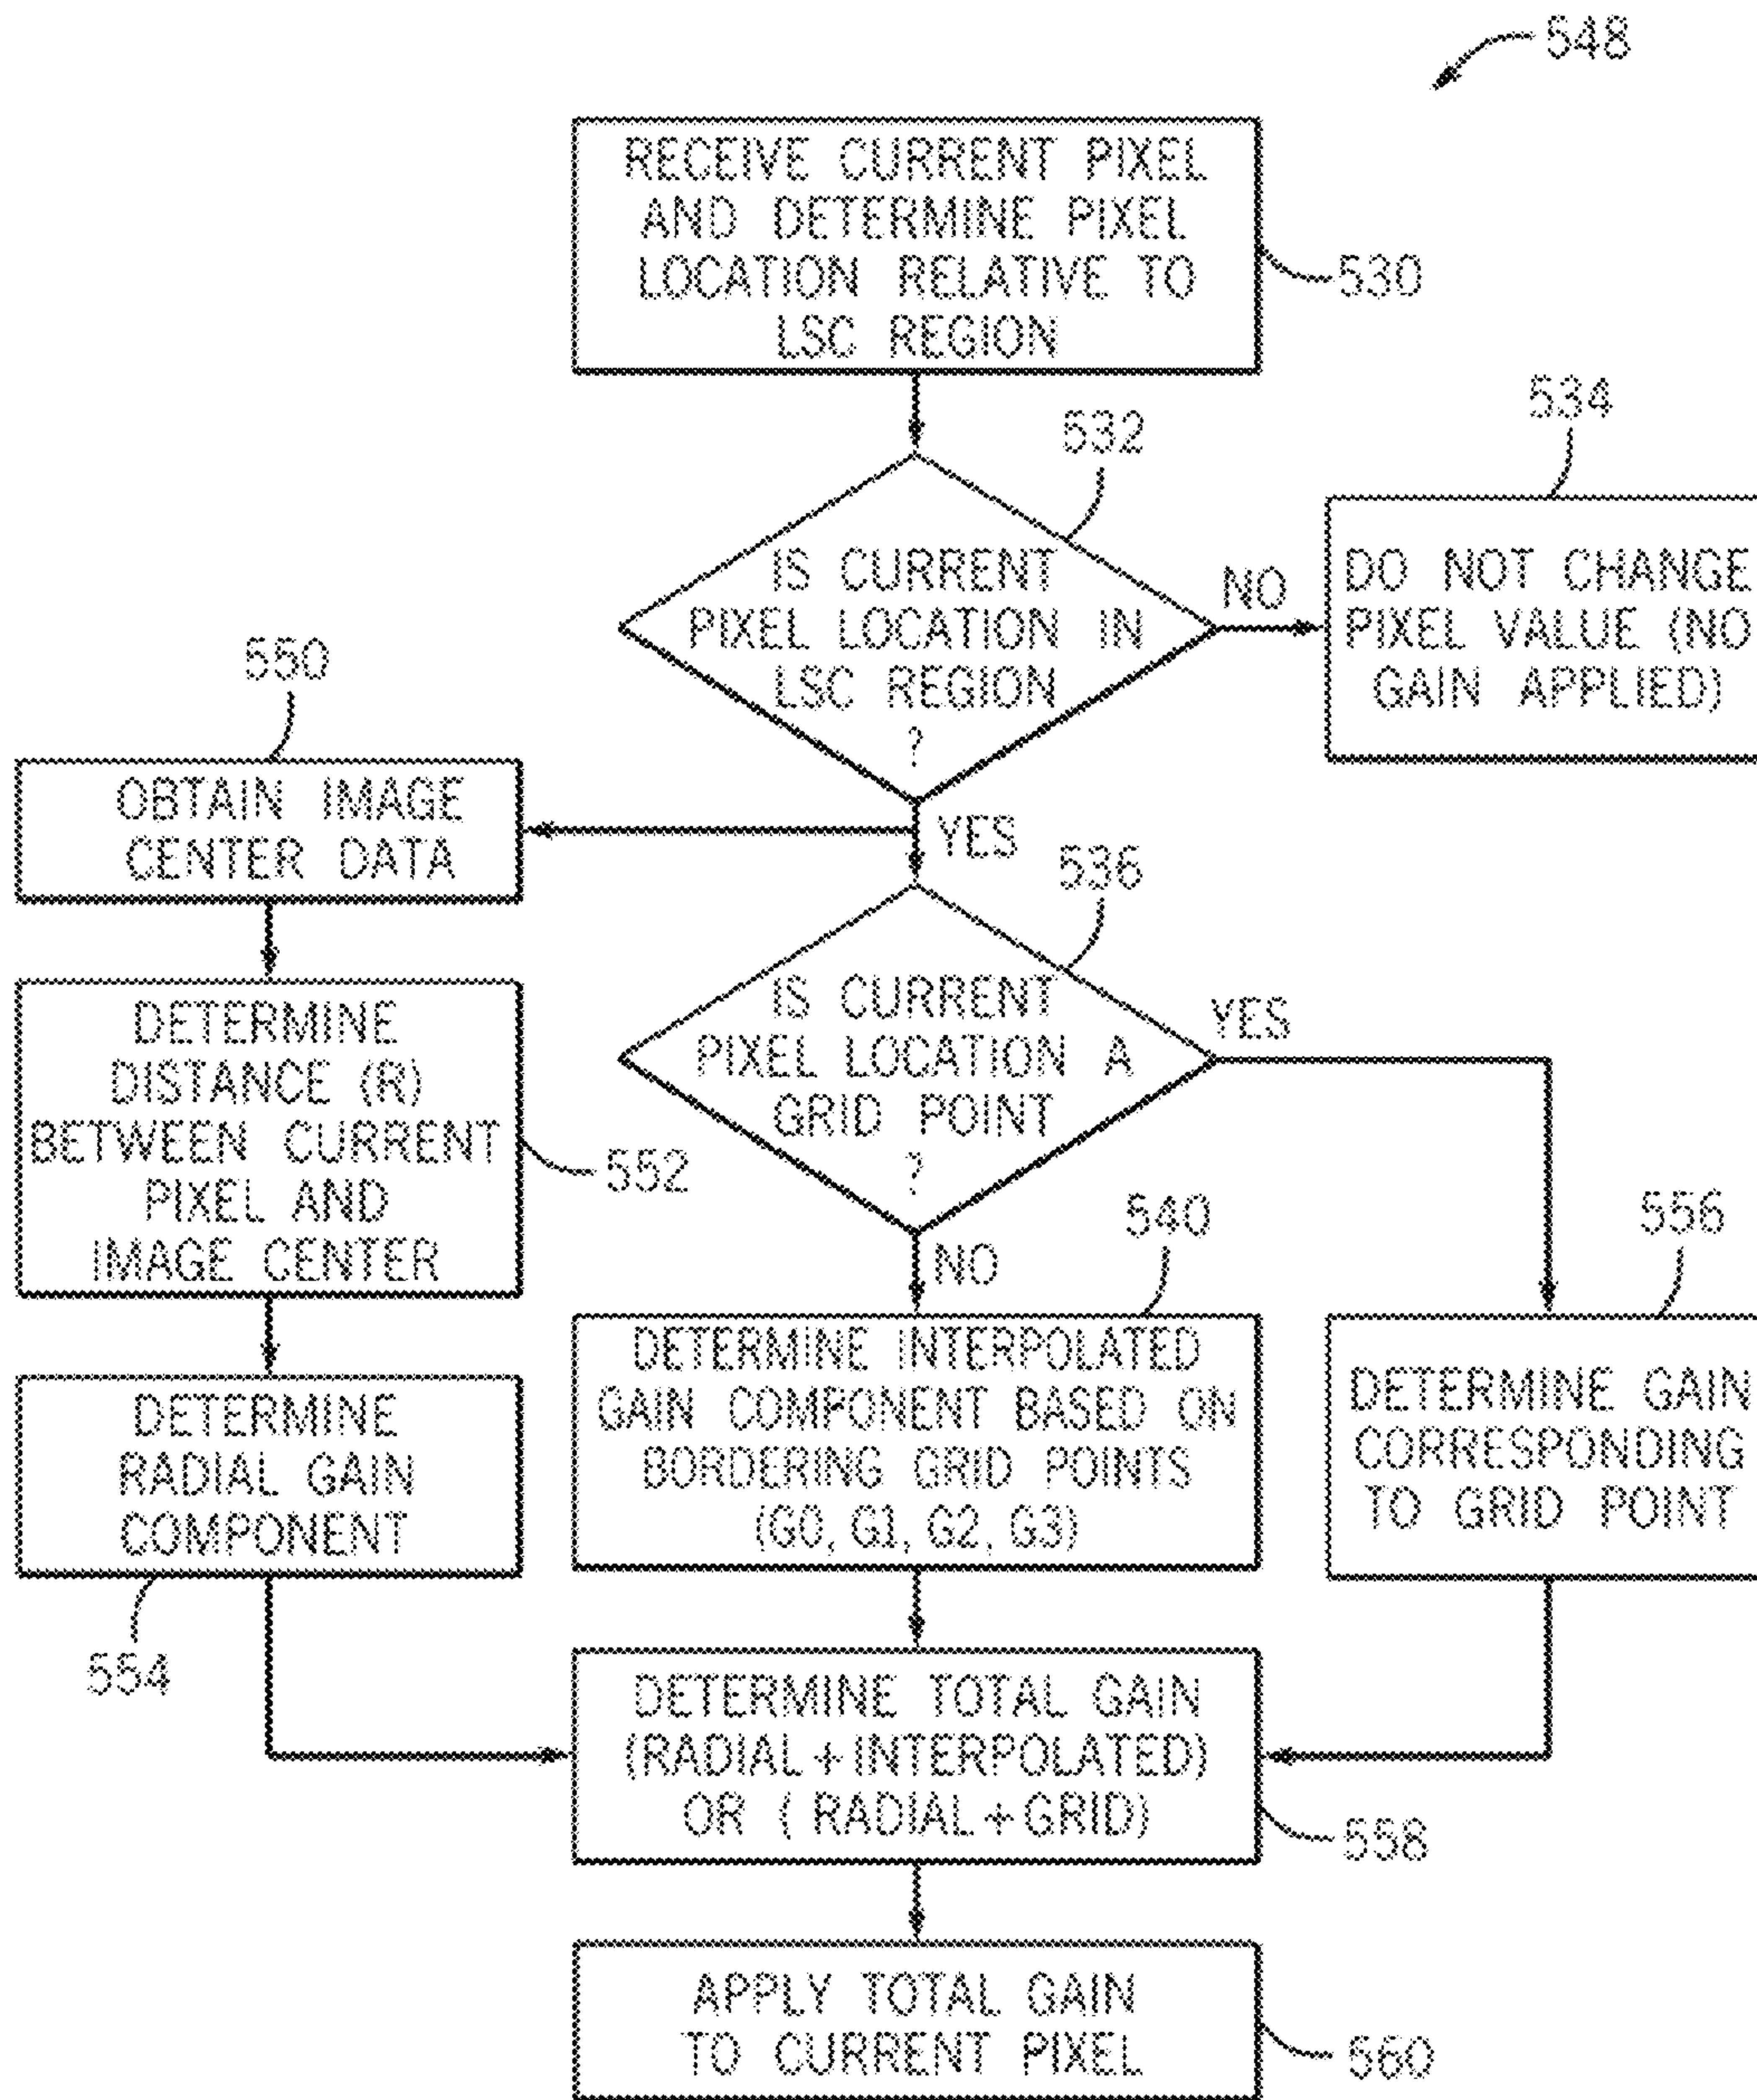 548
RECEIVE CURRENT PIXEL
AND DETERMINE PIXEL
LOCATION RELATIVE TO
LSC REGION
530
532
534
IS CURRENT
PIXEL LOCATION IN
LSC REGION
?
NO
DO NOT CHANGE
PIXEL VALUE (NO
GAIN APPLIED)
YES
550
OBTAIN IMAGE
CENTER DATA
536
IS CURRENT
PIXEL LOCATION A
GRID POINT
?
YES
NO
DETERMINE
DISTANCE (R)
BETWEEN CURRENT
PIXEL AND
IMAGE CENTER
552
540
556
DETERMINE
RADIAL GAIN
COMPONENT
554
DETERMINE INTERPOLATED
GAIN COMPONENT BASED ON
BORDERING GRID POINTS
(G0, G1, G2, G3)
DETERMINE GAIN
CORRESPONDING
TO GRID POINT
DETERMINE TOTAL GAIN
(RADIAL+INTERPOLATED)
OR ( RADIAL+GRID)
558
APPLY TOTAL GAIN
TO CURRENT PIXEL
560